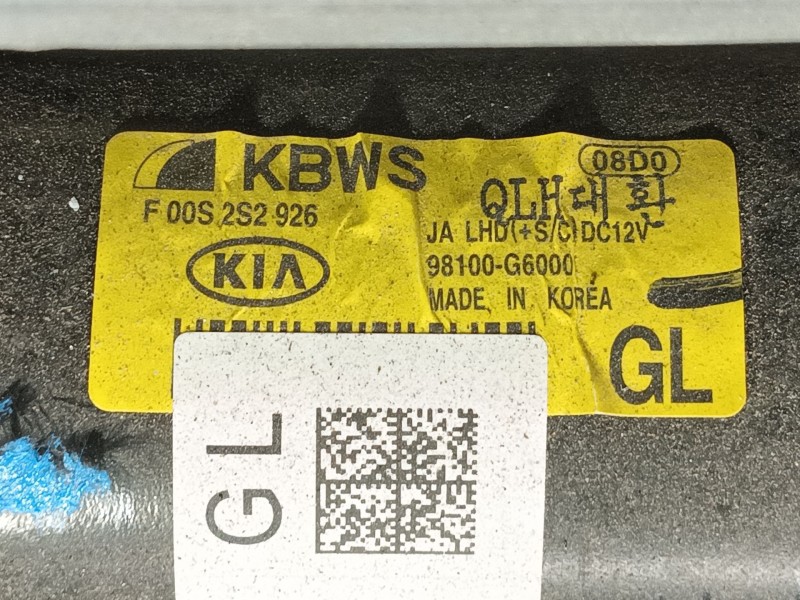 KBWS
08D0
F 00S 2S2 926
QLH대화
JA LHD(+S/C)DC12V
KIA
98100-G6000
MADE IN KOREA
GL
GL